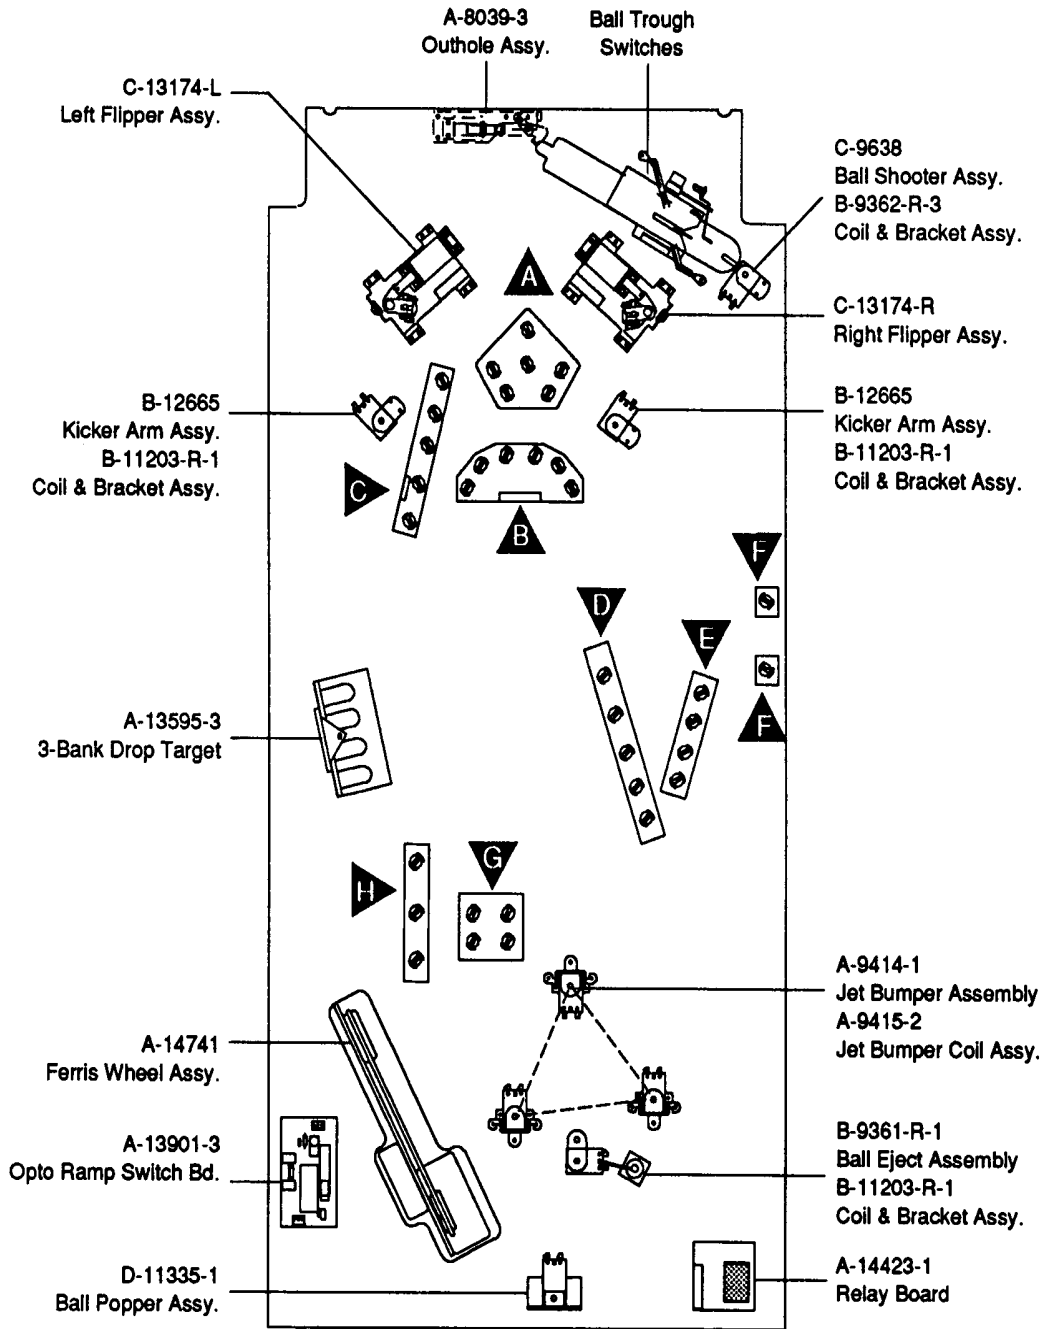 A-8039-3
Outhole Assy.
Ball Trough
Switches
C-13174-L
Left Flipper Assy.
C-9638
Ball Shooter Assy.
B-9362-R-3
Coil & Bracket Assy.
A
C-13174-R
Right Flipper Assy.
B-12665
Kicker Arm Assy.
B-11203-R-1
Coil & Bracket Assy.
B-12665
Kicker Arm Assy.
B-11203-R-1
Coil & Bracket Assy.
C
B
F
D
E
F
A-13595-3
3-Bank Drop Target
G
H
A-9414-1
Jet Bumper Assembly
A-9415-2
Jet Bumper Coil Assy.
A-14741
Ferris Wheel Assy.
A-13901-3
Opto Ramp Switch Bd.
B-9361-R-1
Ball Eject Assembly
B-11203-R-1
Coil & Bracket Assy.
D-11335-1
Ball Popper Assy.
A-14423-1
Relay Board